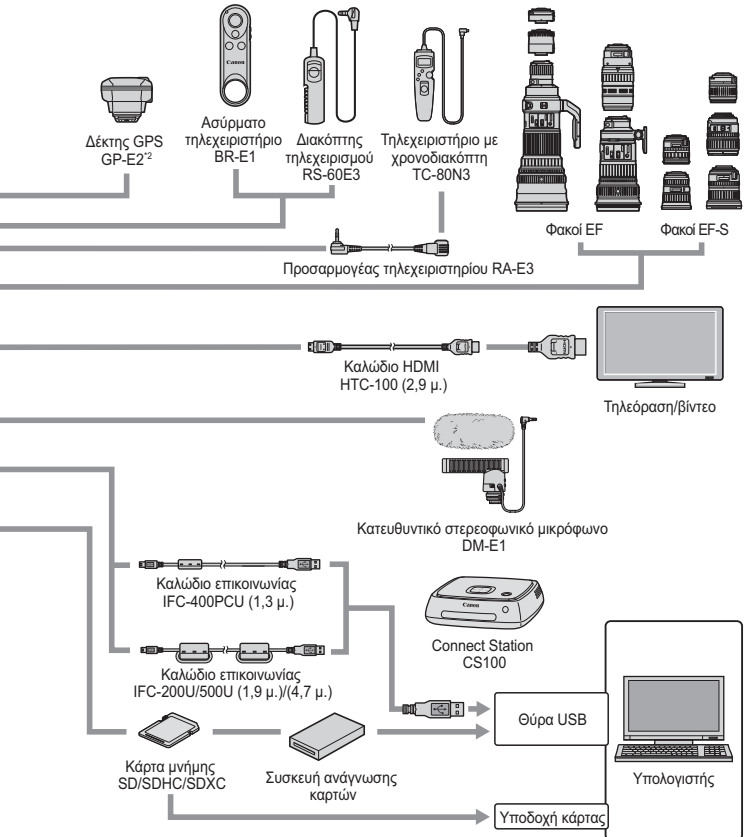 Canon
Δέκτης GPS
GP-E2*2
Ασύρματο
τηλεχειριστήριο
BR-E1
Διακόπτης
τηλεχειρισμού
RS-60E3
Τηλεχειριστήριο με
χρονοδιακόπτη
TC-80N3
Φακοί EF
Φακοί EF-S
Προσαρμογέας τηλεχειριστηρίου RA-E3
Καλώδιο HDMI
HTC-100 (2,9 μ.)
Τηλεόραση/βίντεο
Κατευθυντικό στερεοφωνικό μικρόφωνο
DM-E1
Καλώδιο επικοινωνίας
IFC-400PCU (1,3 μ.)
Canon
Connect Station
CS100
Καλώδιο επικοινωνίας
IFC-200U/500U (1,9 μ.)/(4,7 μ.)
Θύρα USB
Υπολογιστής
Κάρτα μνήμης
SD/SDHC/SDXC
Συσκευή ανάγνωσης
καρτών
Υποδοχή κάρτας